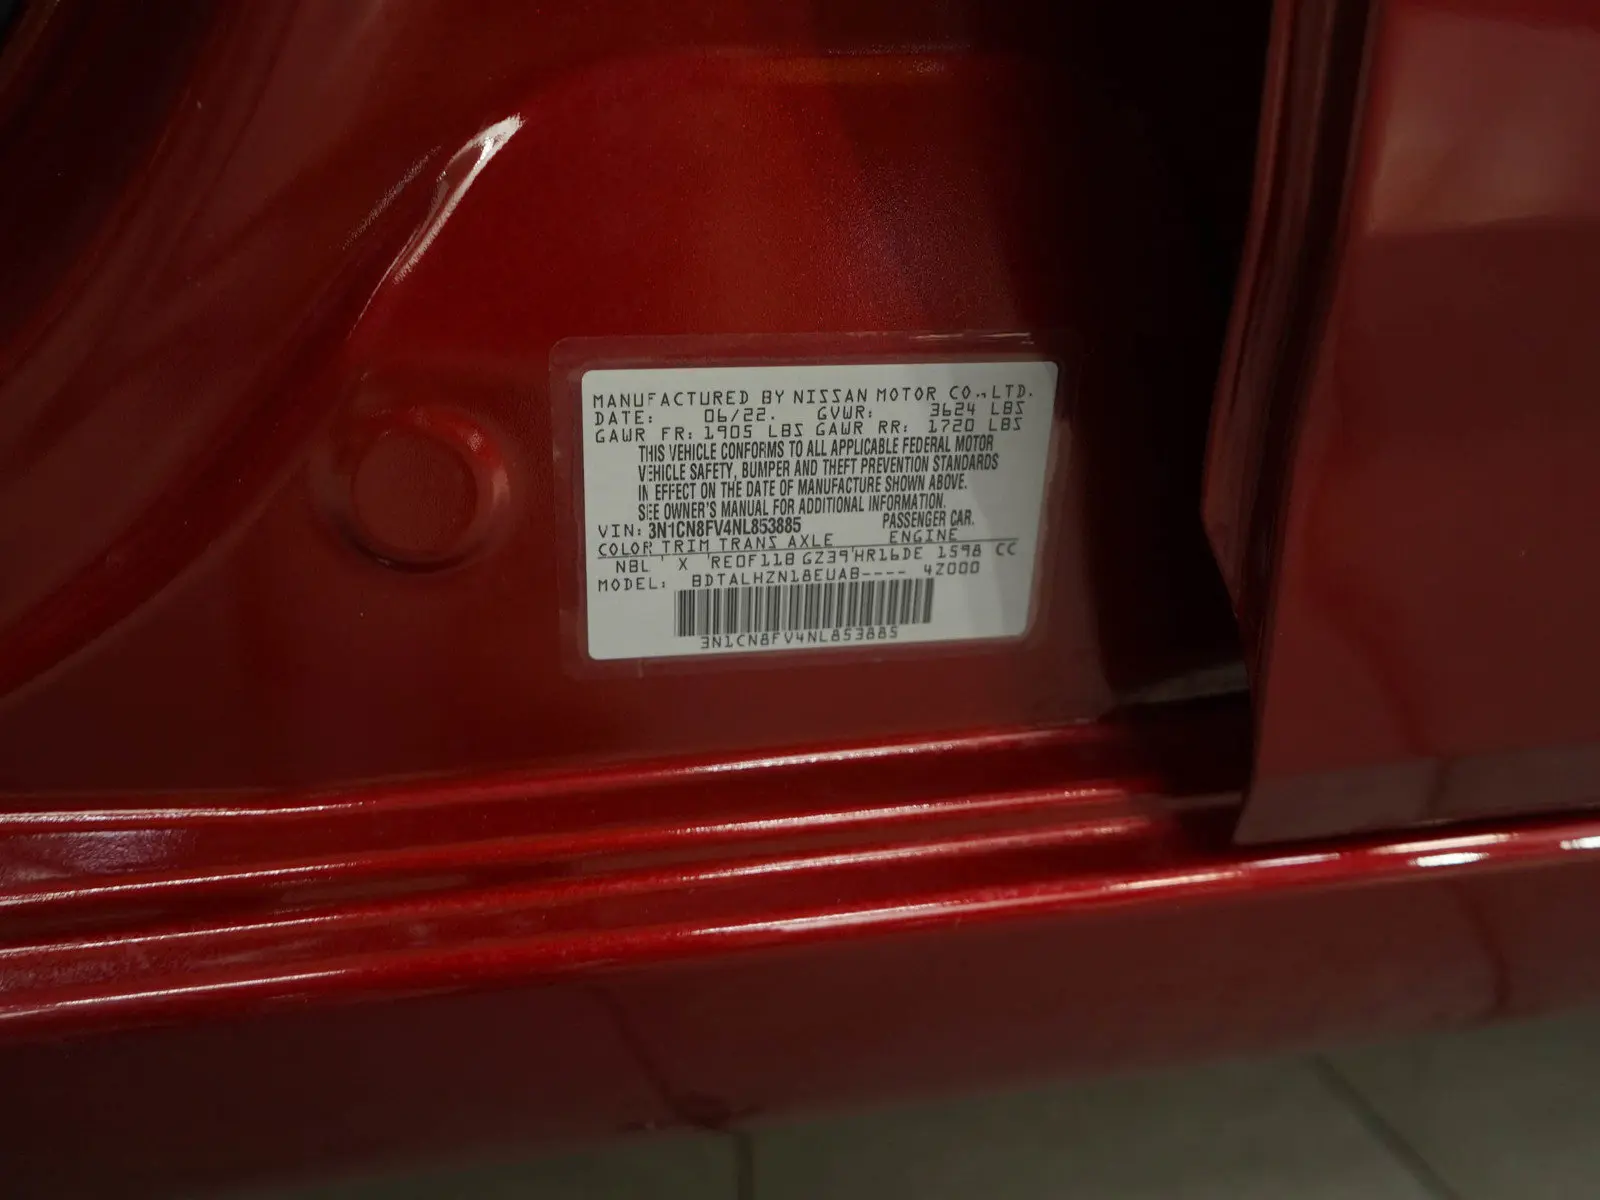 MANUFACTURED BY NISSAN MOTOR CO.,LTD.
DATE: 06/22. GVWR: 3624 LBS
GAWR FR: 1905 LBS GAWR RR: 1720 LBS
THIS VEHICLE CONFORMS TO ALL APPLICABLE FEDERAL MOTOR
VEHICLE SAFETY, BUMPER AND THEFT PREVENTION STANDARDS
IN EFFECT ON THE DATE OF MANUFACTURE SHOWN ABOVE.
SEE OWNER'S MANUAL FOR ADDITIONAL INFORMATION.
VIN: 3N1CN8FV4NL853885 PASSENGER CAR.
COLOR TRIM TRANS AXLE ENGINE
NBL ' X 'RE0F11B GZ39'HR16DE 1598 CC
MODEL: BDTALHZN18EUAB---- 42000
3N1CN8FV4NL853885